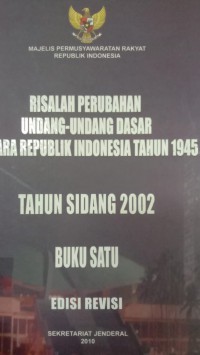 MAJELIS PERMUSYAWARATAN RAKYAT
REPUBLIK INDONESIA
RISALAH PERUBAHAN
UNDANG-UNDANG DASAR
ARA REPUBLIK INDONESIA TAHUN 1945
TAHUN SIDANG 2002
BUKU SATU
EDISI REVISI
SEKRETARIAT JENDERAL
2010